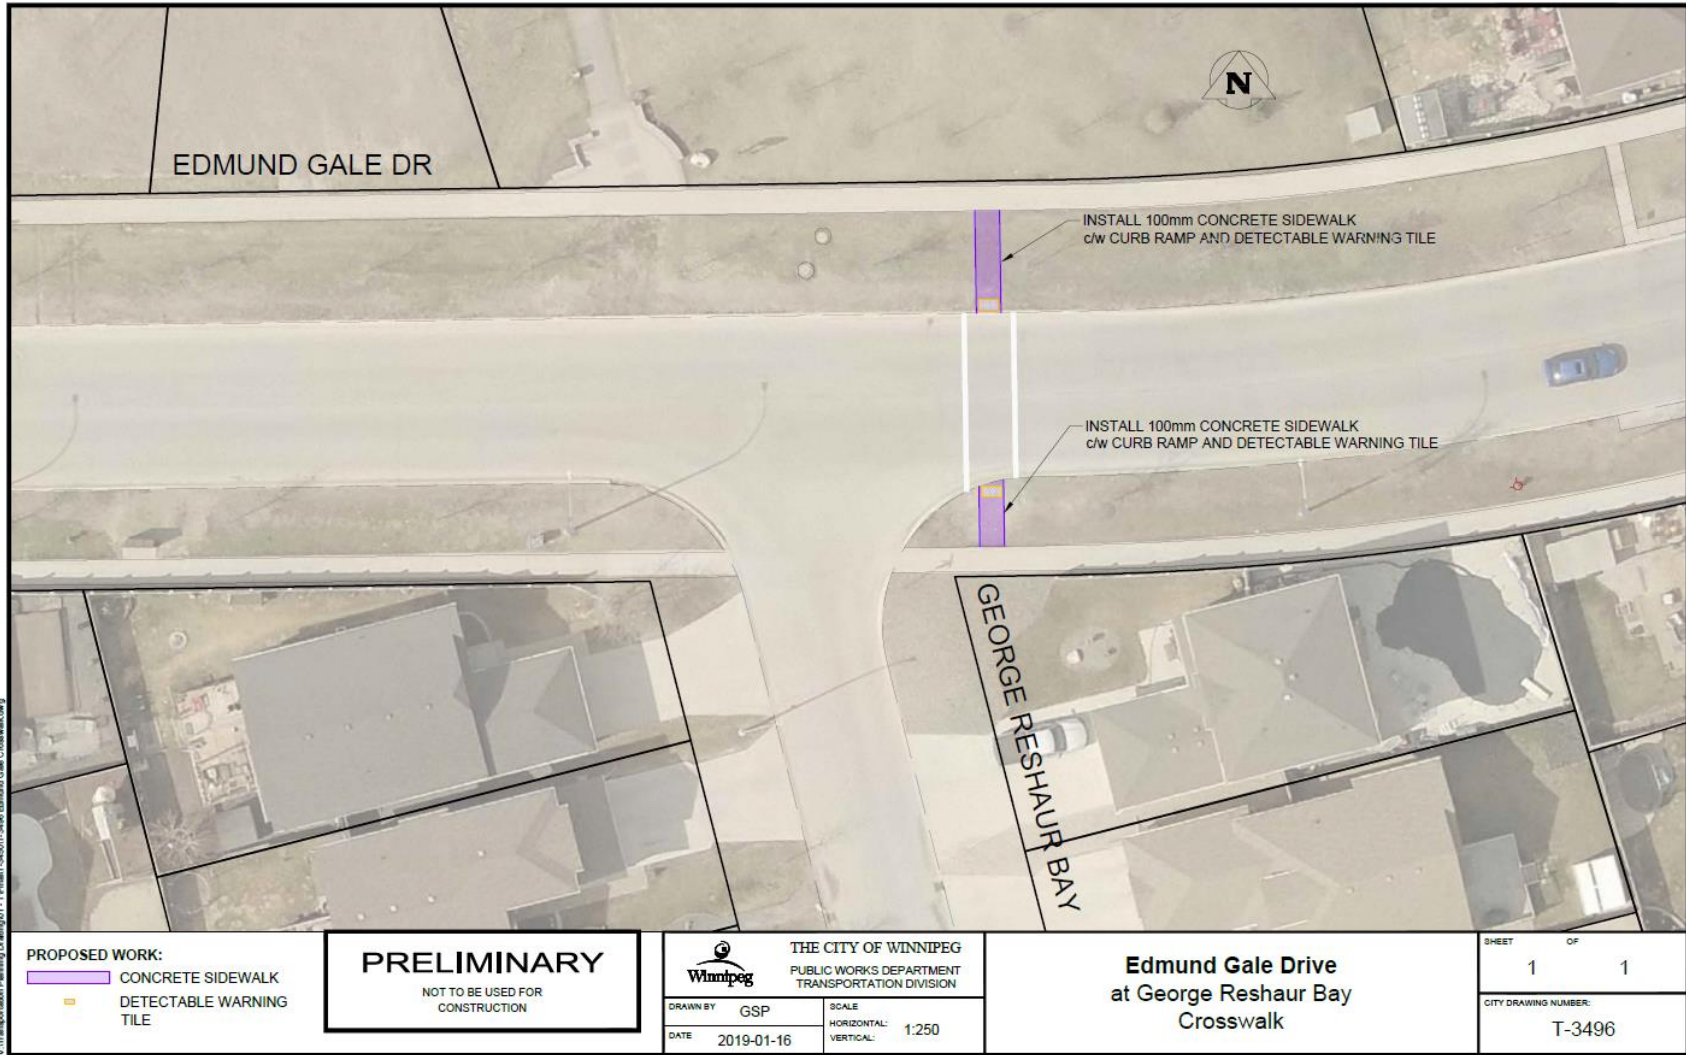 N
EDMUND GALE DR
INSTALL 100mm CONCRETE SIDEWALK
c/w CURB RAMP AND DETECTABLE WARNING TILE
INSTALL 100mm CONCRETE SIDEWALK
c/w CURB RAMP AND DETECTABLE WARNING TILE
GEORGE RESHAUR BAY
PROPOSED WORK:
CONCRETE SIDEWALK
DETECTABLE WARNING
TILE
PRELIMINARY
NOT TO BE USED FOR
CONSTRUCTION
Winnipeg
THE CITY OF WINNIPEG
PUBLIC WORKS DEPARTMENT
TRANSPORTATION DIVISION
DRAWN BY GSP
DATE 2019-01-16
SCALE
HORIZONTAL: 1:250
VERTICAL:
Edmund Gale Drive
at George Reshaur Bay
Crosswalk
SHEET OF
1 1
CITY DRAWING NUMBER:
T-3496